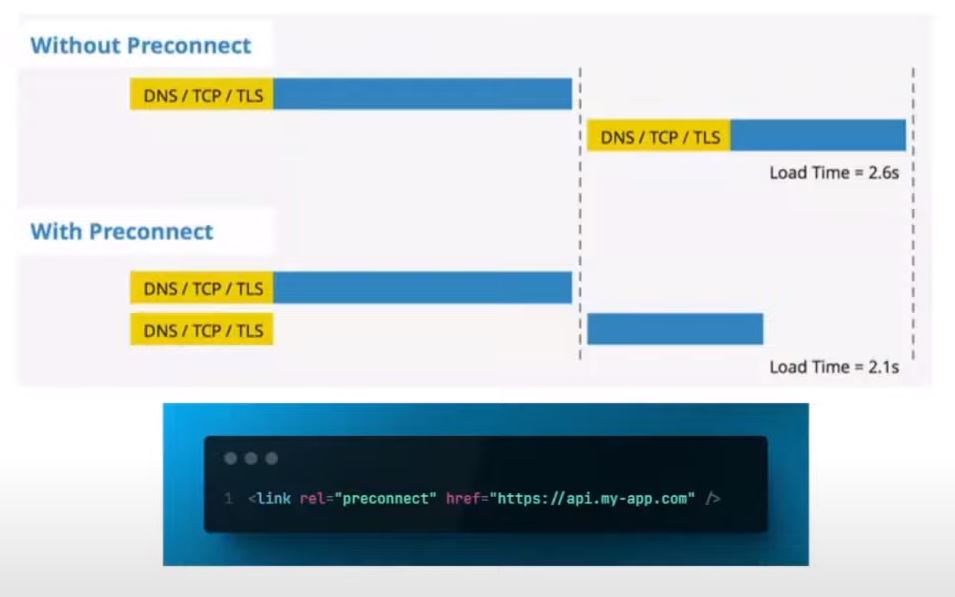 Without Preconnect
DNS / TCP / TLS
DNS / TCP / TLS
Load Time = 2.6s
With Preconnect
DNS / TCP / TLS
DNS / TCP / TLS
Load Time = 2.1s
1 <link rel="preconnect" href="https://api.my-app.com" />